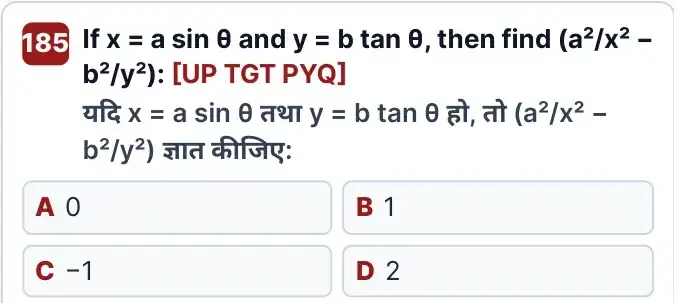 185 If x = a sin θ and y = b tan θ, then find (a²/x² –
b²/y²): [UP TGT PYQ]
यदि x = a sin θ तथा y = b tan θ हो, तो (a²/x² –
b²/y²) ज्ञात कीजिए:
A 0
B 1
C −1
D 2